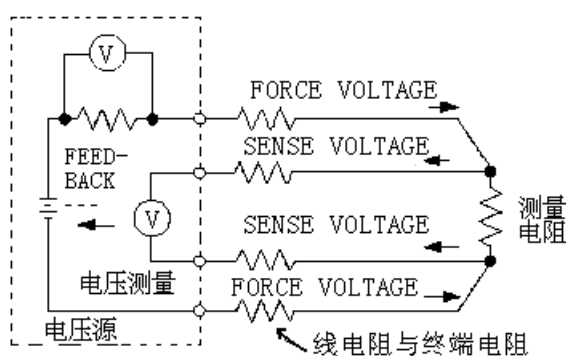 V
FORCE VOLTAGE
SENSE VOLTAGE
FEED-
BACK
V
测量
电阻
SENSE VOLTAGE
电压测量
FORCE VOLTAGE
电压源
线电阻与终端电阻